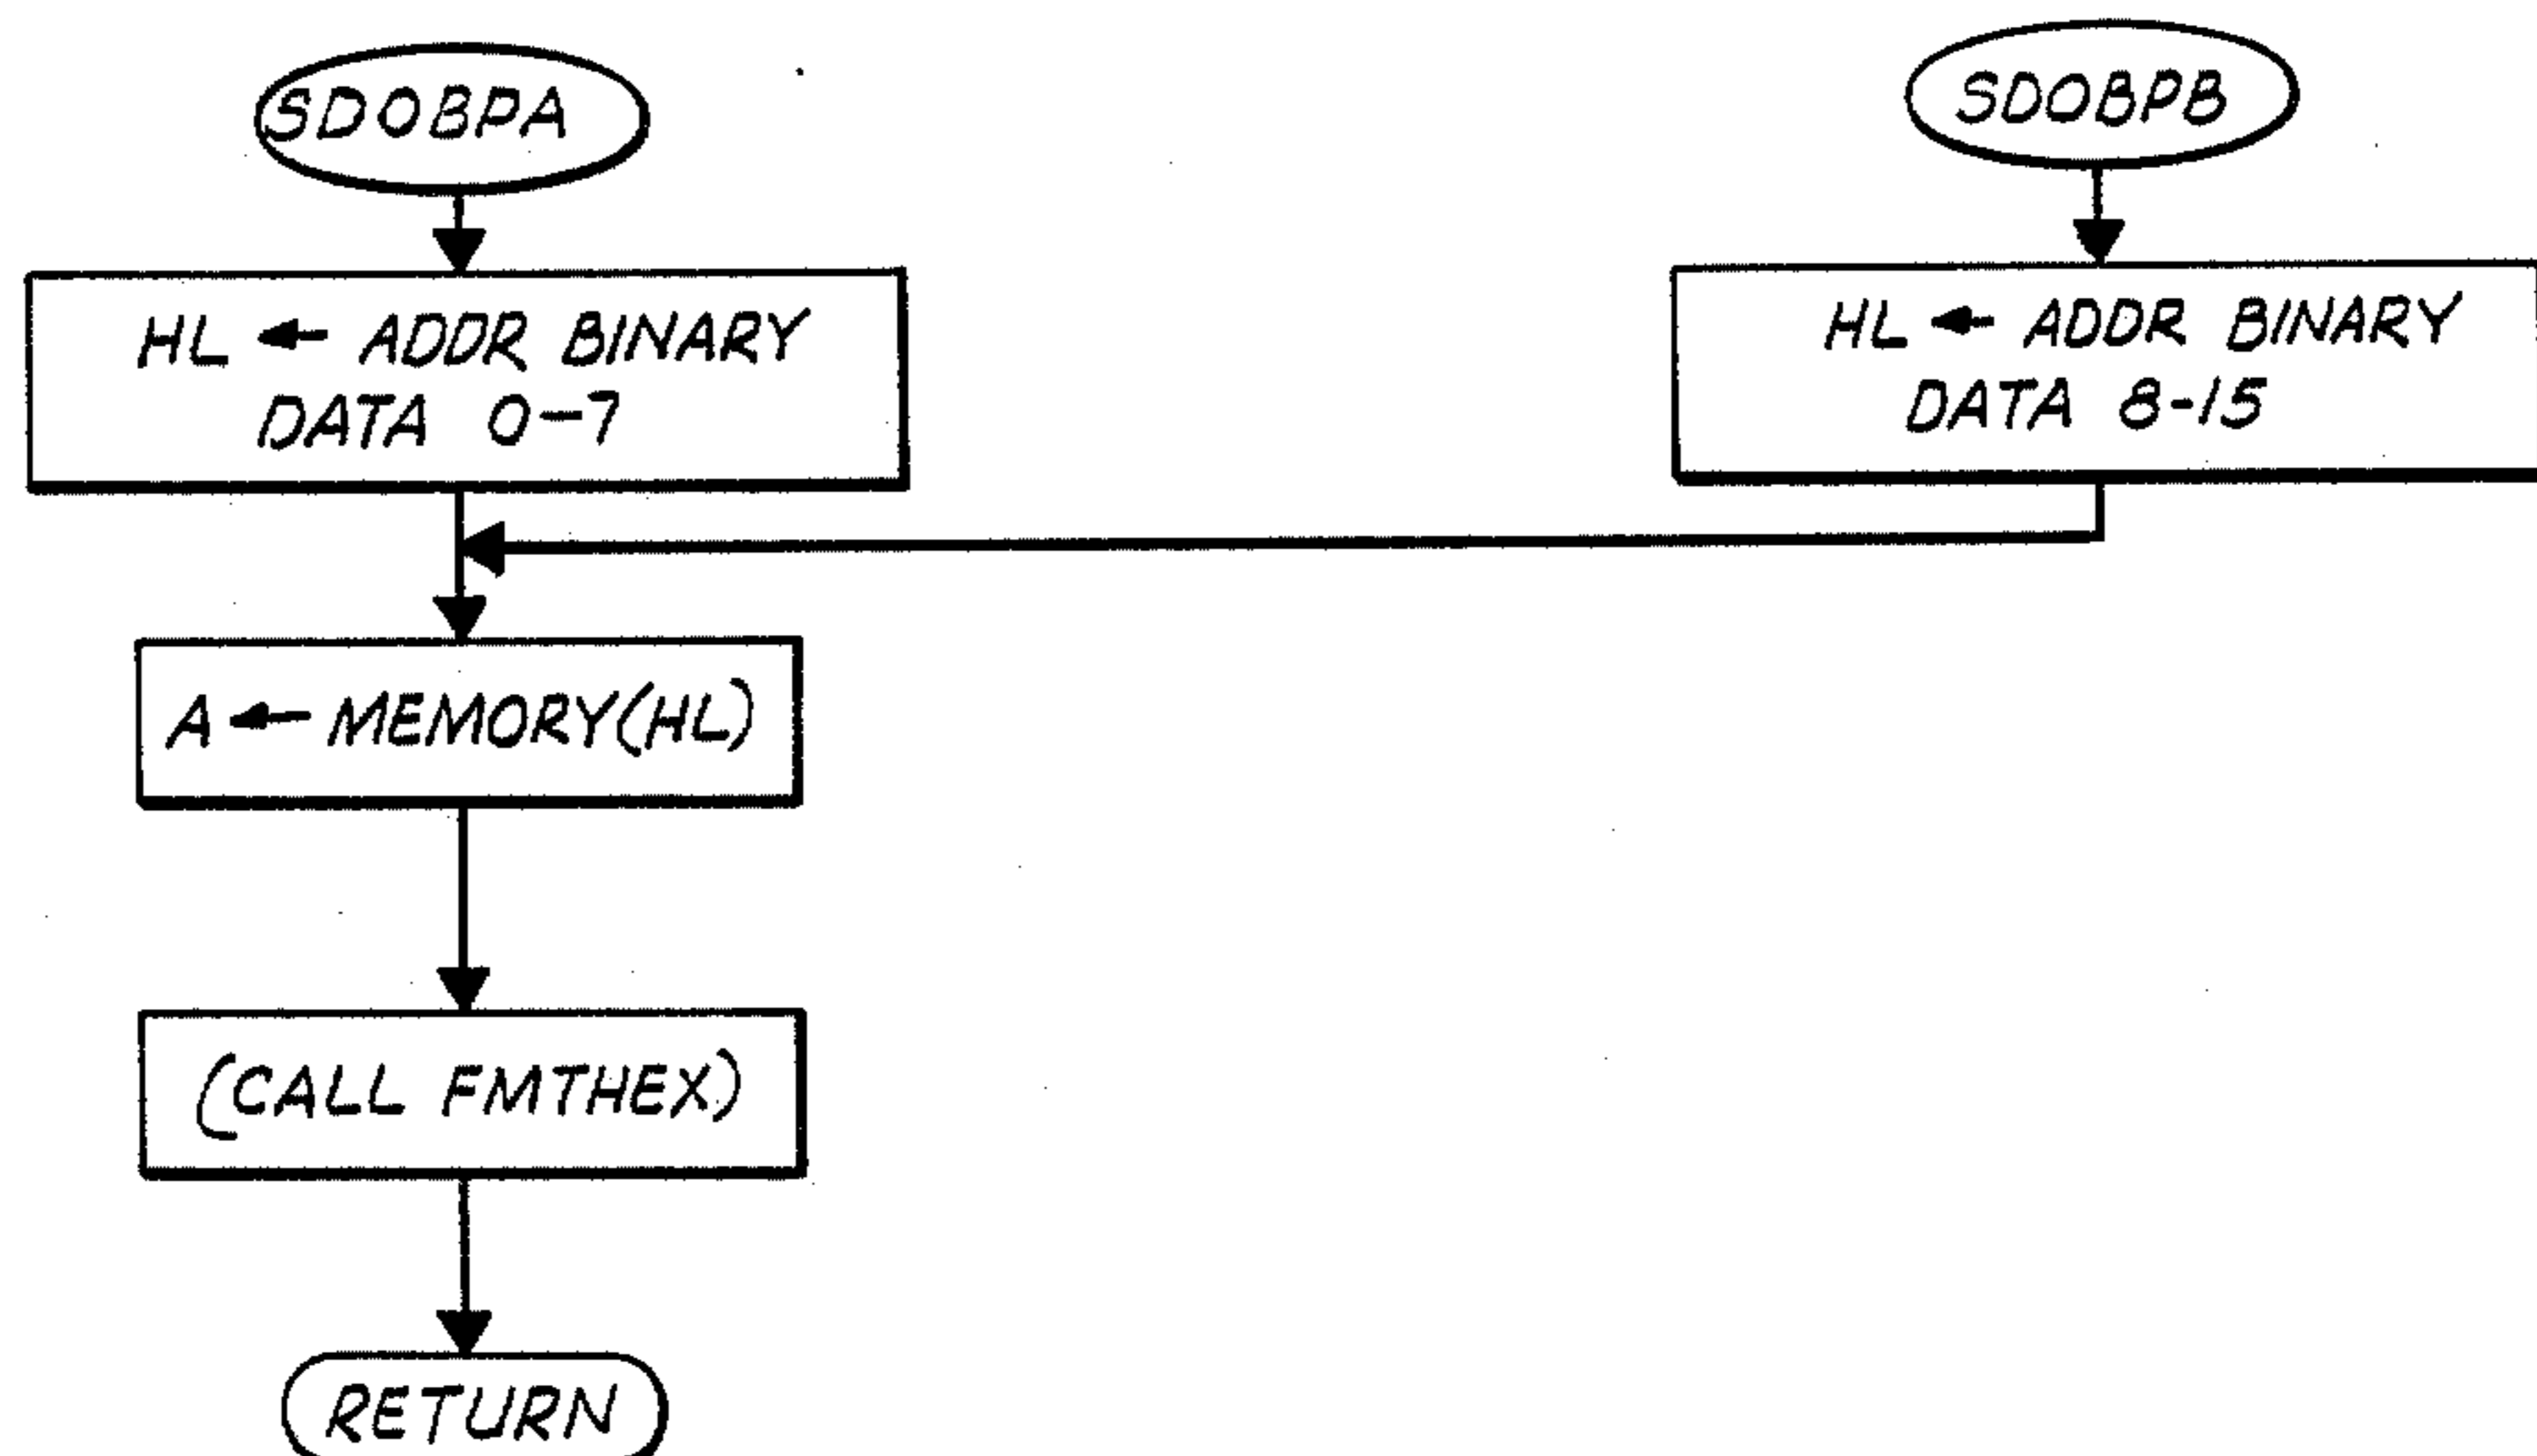 SDOBPA
SDOBPB
HL ← ADDR BINARY
DATA 0-7
HL ← ADDR BINARY
DATA 8-15
A ← MEMORY(HL)
(CALL FMTHEX)
RETURN